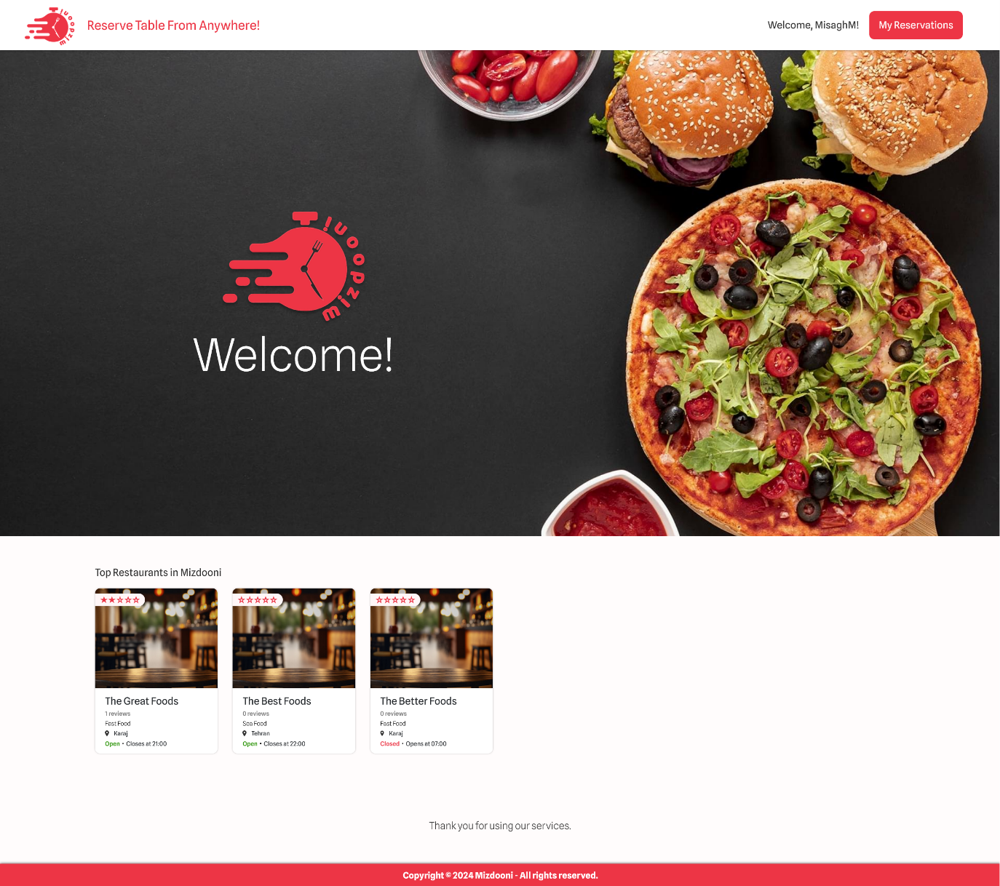 mizdooni
Reserve Table From Anywhere!
Welcome, MisaghM!
My Reservations
mizdooni
Welcome!
Top Restaurants in Mizdooni
★★☆☆☆
☆☆☆☆☆
☆☆☆☆☆
The Great Foods
1 reviews
Fast Food
Karaj
Open • Closes at 21:00
The Best Foods
0 reviews
Sea Food
Tehran
Open • Closes at 22:00
The Better Foods
0 reviews
Fast Food
Karaj
Closed • Opens at 07:00
Thank you for using our services.
Copyright © 2024 Mizdooni - All rights reserved.